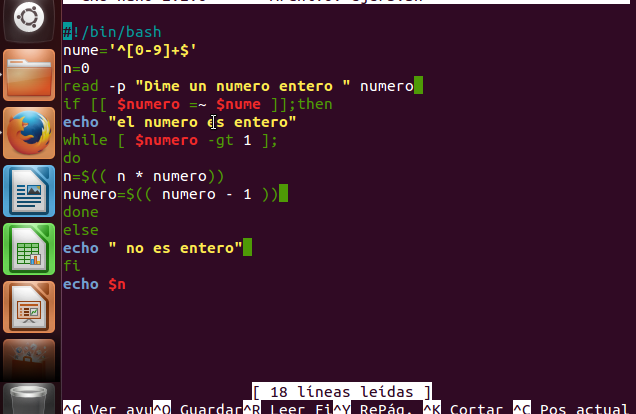 #!/bin/bash
nume='^[0-9]+$'
n=0
read -p "Dime un numero entero " numero
if [[ $numero =~ $nume ]];then
echo "el numero es entero"
while [ $numero -gt 1 ];
do
n=$(( n * numero))
numero=$(( numero - 1 ))
done
else
echo " no es entero"
fi
echo $n
[ 18 líneas leídas ]
^G Ver ayu^O Guardar^R Leer Fi^Y RePág. ^K Cortar ^C Pos actual